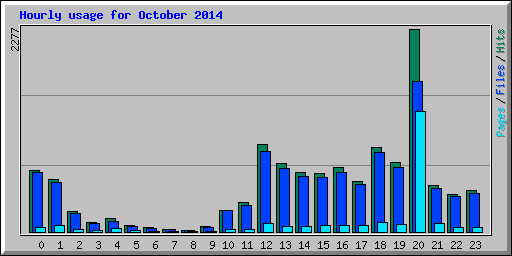 Hourly usage for October 2014
2277
Pages/Files/Hits
0 1 2 3 4 5 6 7 8 9 10 11 12 13 14 15 16 17 18 19 20 21 22 23